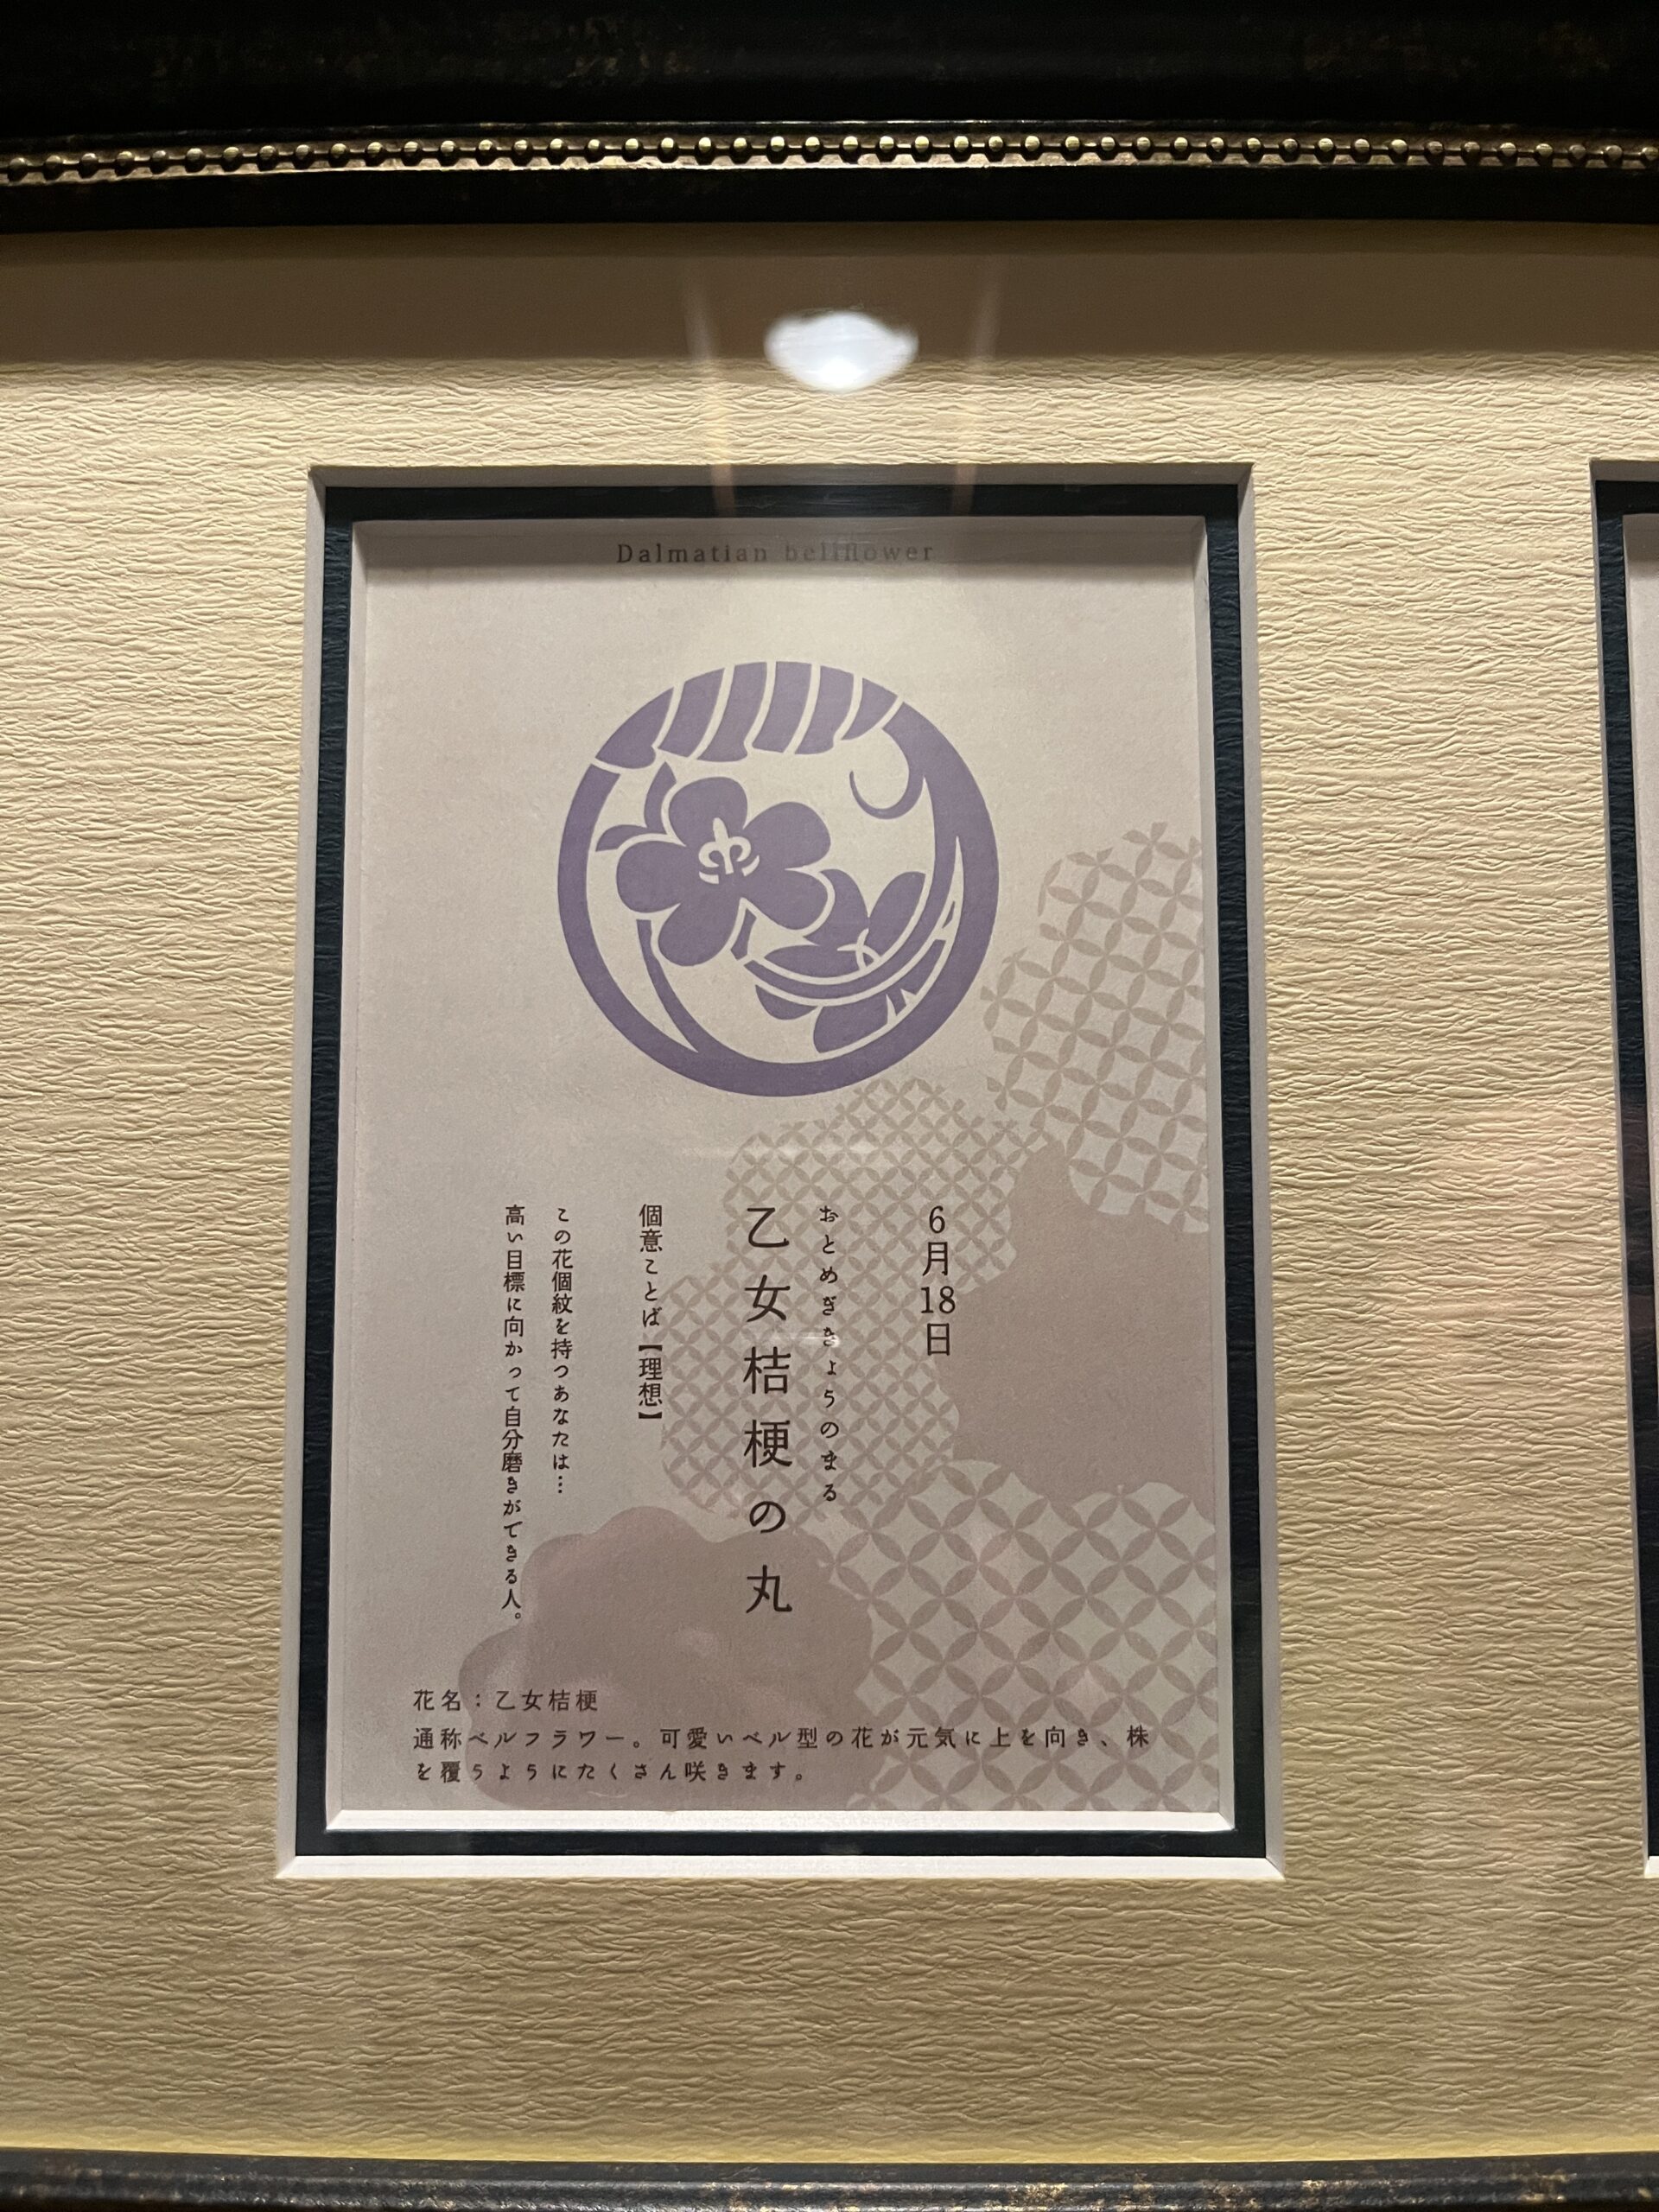 Dalmatian bellflower
6月18日
おとめぎきょうのまる
乙女桔梗の丸
個意ことば【理想】
この花個紋を持つあなたは…
高い目標に向かって自分磨きができる人。
花名：乙女桔梗
通称ベルフラワー。可愛いベル型の花が元気に上を向き、株
を覆うようにたくさん咲きます。